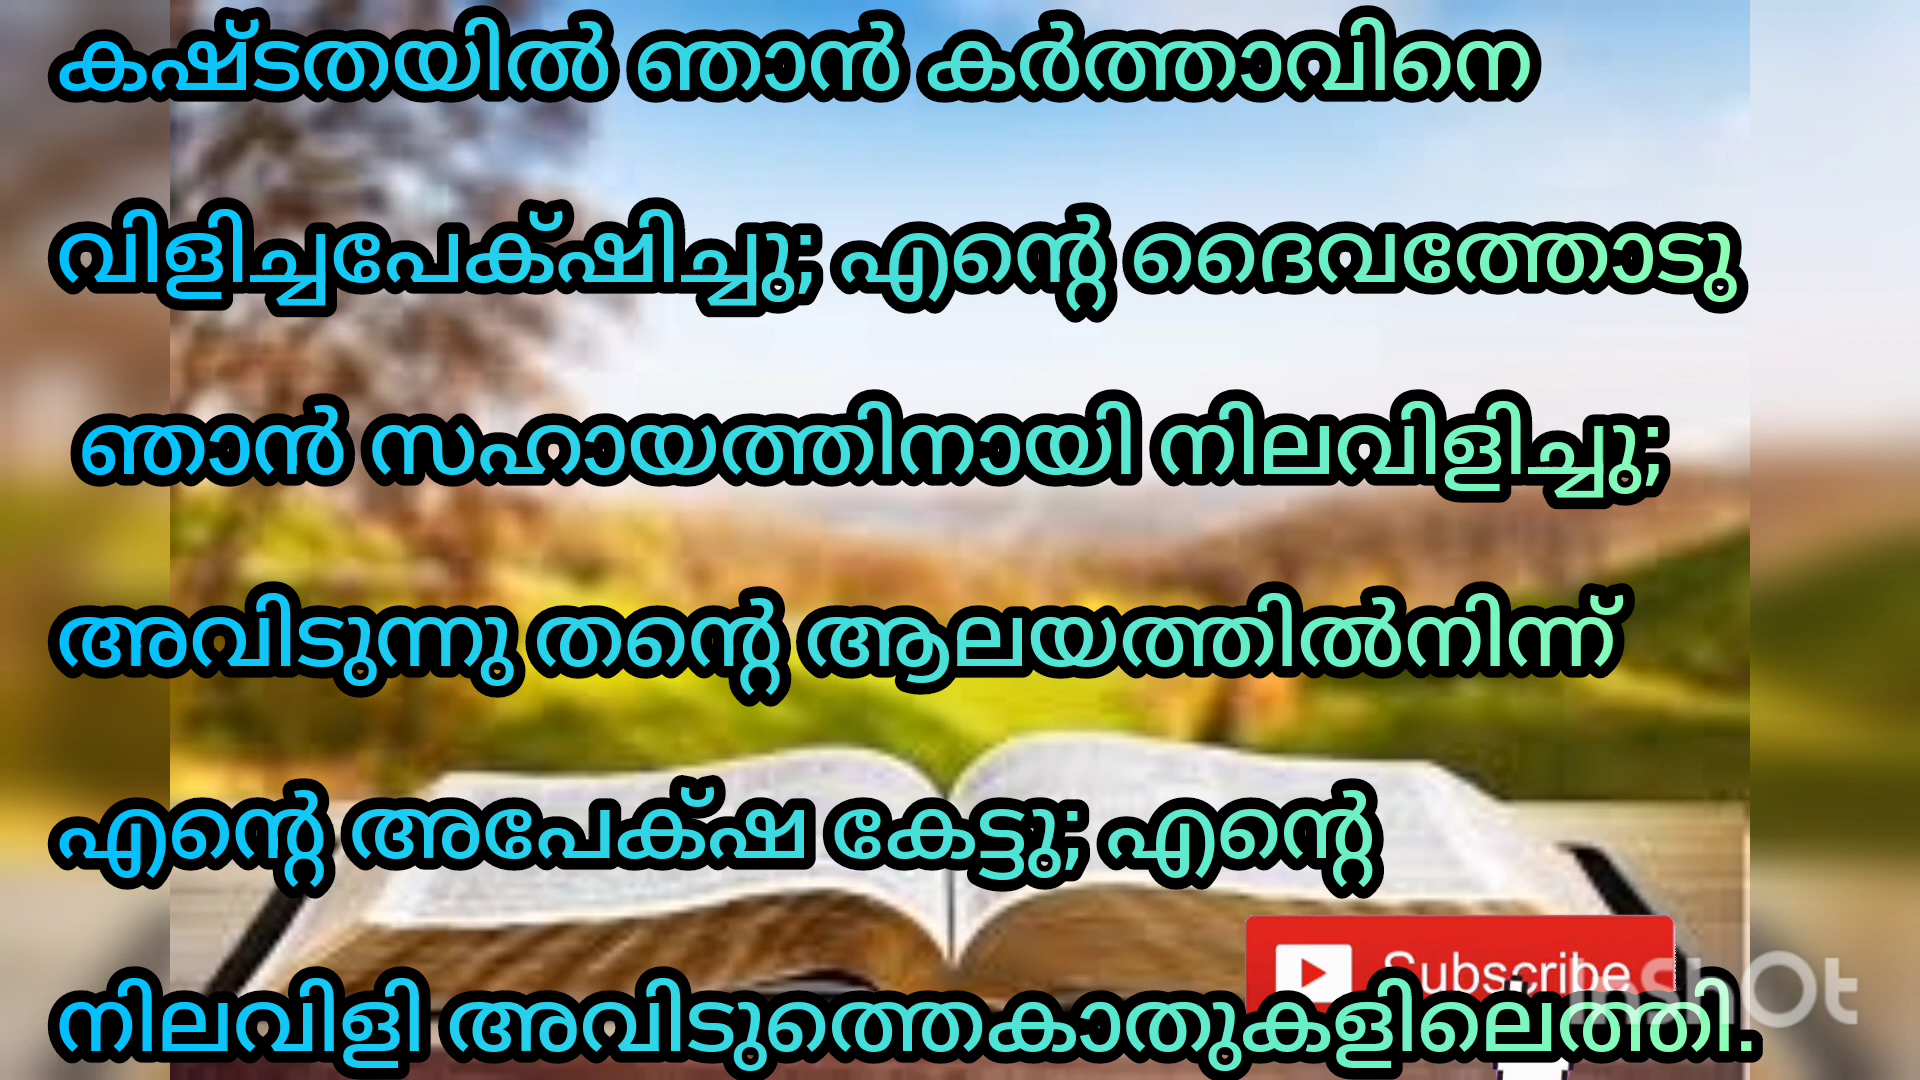 കഷ്ടതയിൽ ഞാൻ കർത്താവിനെ
വിളിച്ചപേക്ഷിച്ചു; എന്റെ ദൈവത്തോടു
ഞാൻ സഹായത്തിനായി നിലവിളിച്ചു;
അവിടുന്നു തന്റെ ആലയത്തിൽനിന്ന്
എന്റെ അപേക്ഷ കേട്ടു; എന്റെ
Subscribe
InshOt
നിലവിളി അവിടുത്തെകാതുകളിലെത്തി.